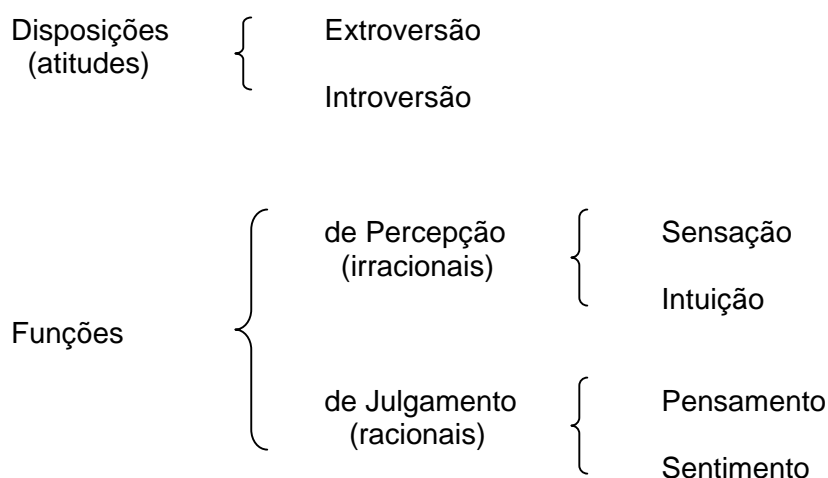 Disposições
(atitudes)
Extroversão
Introversão
Funções
de Percepção
(irracionais)
Sensação
Intuição
de Julgamento
(racionais)
Pensamento
Sentimento